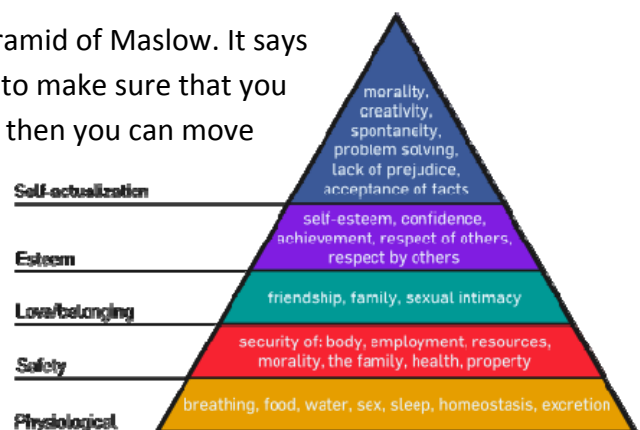 ramid of Maslow. It says
to make sure that you
then you can move
morality,
creativity,
spontaneity,
problem solving,
lack of prejudice,
acceptance of facts
Self-actualization
self-esteem, confidence,
achievement, respect of others,
respect by others
Esteem
friendship, family, sexual intimacy
Love/belonging
security of: body, employment, resources,
morality, the family, health, property
Safety
breathing, food, water, sex, sleep, homeostasis, excretion
Physiological